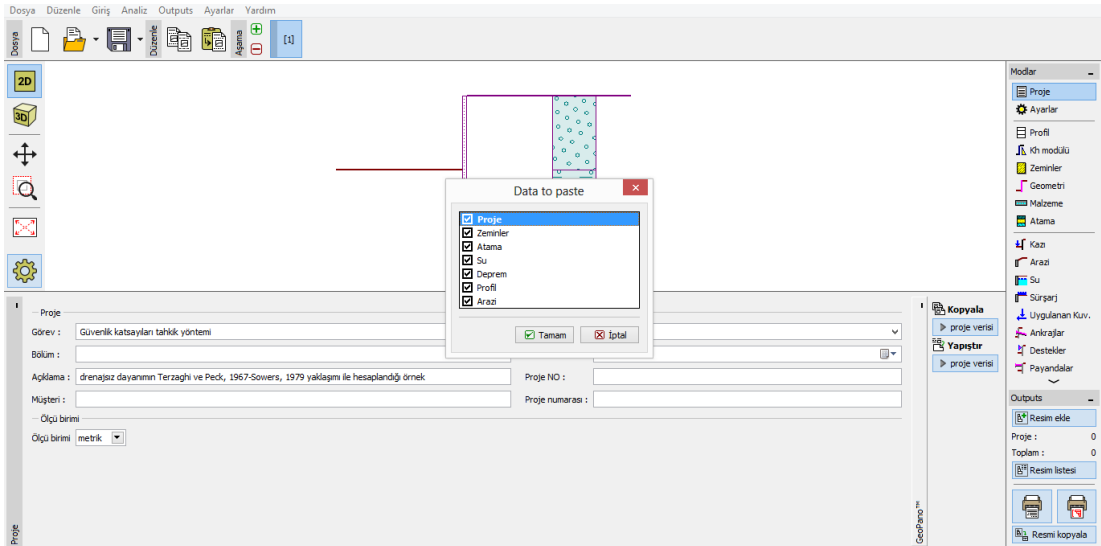 Dosya Düzenle Giriş Analiz Outputs Ayarlar Yardım
Dosya
Düzenle
Aşama
[1]
2D
3D
Data to paste
Proje
Zeminler
Atama
Su
Deprem
Profil
Arazi
Tamam İptal
Proje
Görev : Güvenlik katsayıları tahkik yöntemi
Bölüm :
Açıklama : drenajsız dayanımın Terzaghi ve Peck, 1967-Sowers, 1979 yaklaşımı ile hesaplandığı örnek Proje NO :
Müşteri : Proje numarası :
Ölçü birimi
Ölçü birimi metrik
Proje
Kopyala
proje verisi
Yapıştır
proje verisi
GeoPano™
Modlar
Proje
Ayarlar
Profil
Kh modülü
Zeminler
Geometri
Malzeme
Atama
Kazı
Arazi
Su
Sürşarj
Uygulanan Kuv.
Ankrajlar
Destekler
Payandalar
Outputs
Resim ekle
Proje : 0
Toplam : 0
Resim listesi
Resmi kopyala